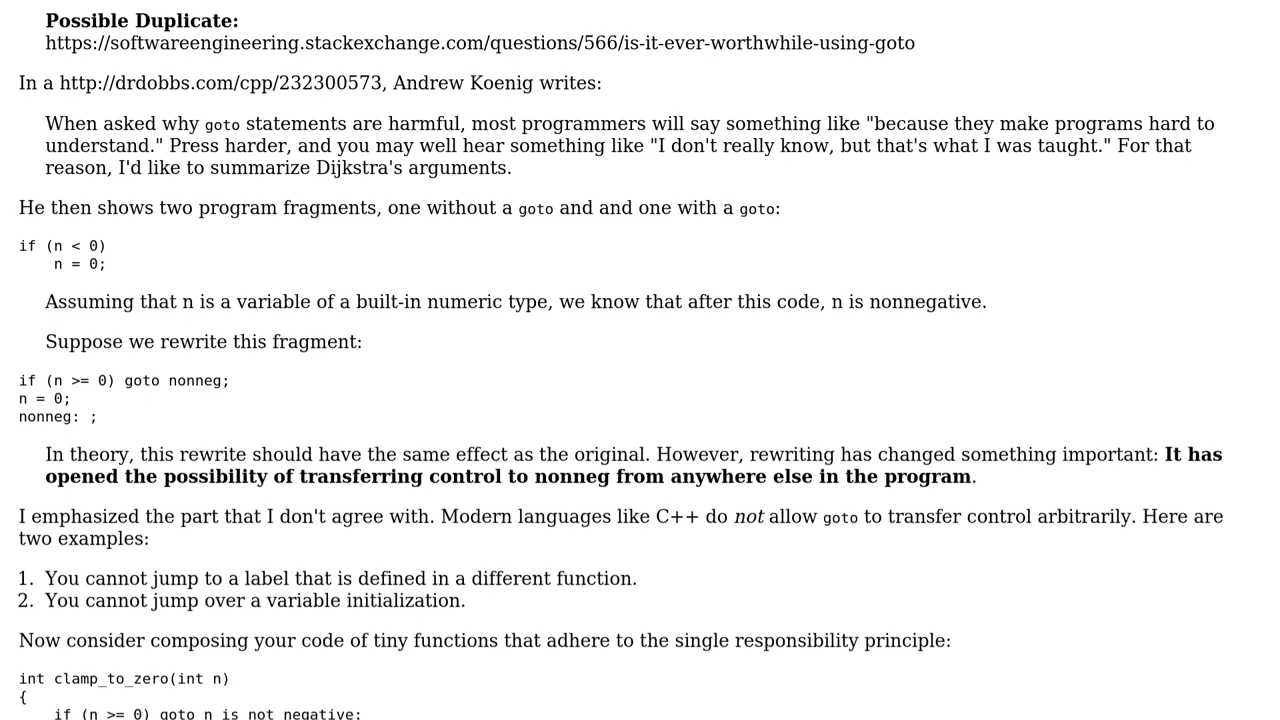 Possible Duplicate:
https://softwareengineering.stackexchange.com/questions/566/is-it-ever-worthwhile-using-goto
In a http://drdobbs.com/cpp/232300573, Andrew Koenig writes:
When asked why goto statements are harmful, most programmers will say something like "because they make programs hard to
understand." Press harder, and you may well hear something like "I don't really know, but that's what I was taught." For that
reason, I'd like to summarize Dijkstra's arguments.
He then shows two program fragments, one without a goto and and one with a goto:
if (n < 0)
    n = 0;
Assuming that n is a variable of a built-in numeric type, we know that after this code, n is nonnegative.
Suppose we rewrite this fragment:
if (n >= 0) goto nonneg;
n = 0;
nonneg: ;
In theory, this rewrite should have the same effect as the original. However, rewriting has changed something important: It has
opened the possibility of transferring control to nonneg from anywhere else in the program.
I emphasized the part that I don't agree with. Modern languages like C++ do not allow goto to transfer control arbitrarily. Here are
two examples:
1. You cannot jump to a label that is defined in a different function.
2. You cannot jump over a variable initialization.
Now consider composing your code of tiny functions that adhere to the single responsibility principle:
int clamp_to_zero(int n)
{
    if (n >= 0) goto n_is_not_negative;